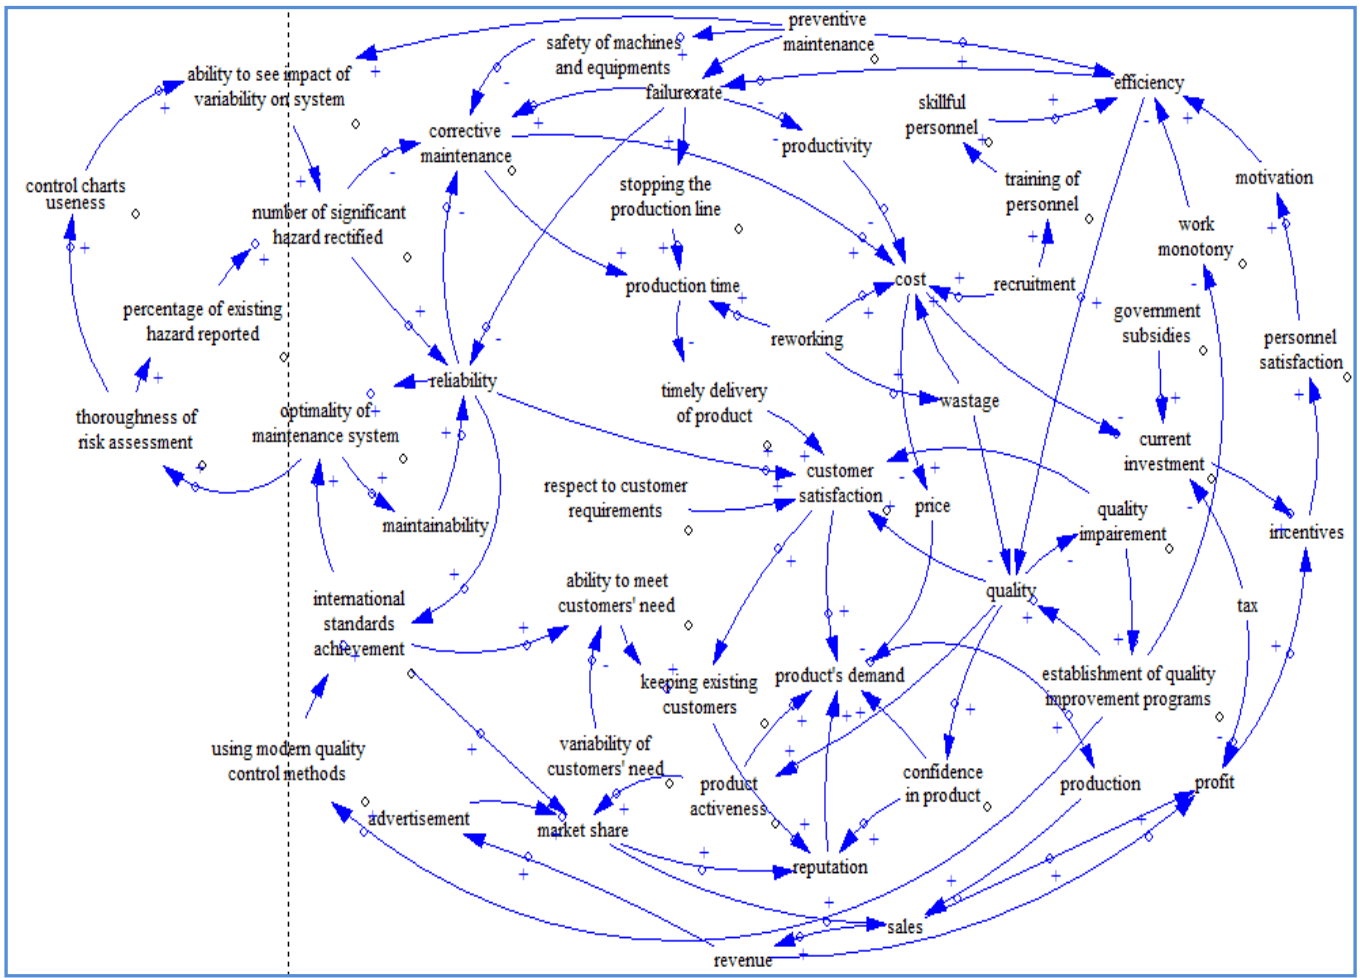 preventive
maintenance
safety of machines
and equipments
ability to see impact of
variability on system
failure rate
efficiency
skillful
personnel
corrective
maintenance
productivity
control charts
useness
stopping the
production line
training of
personnel
motivation
number of significant
hazard rectified
work
monotony
production time
cost
recruitment
percentage of existing
hazard reported
government
subsidies
reworking
personnel
satisfaction
reliability
timely delivery
of product
wastage
thoroughness of
risk assessment
optimality of
maintenance system
current
investment
customer
satisfaction
respect to customer
requirements
price
quality
impairment
incentives
maintainability
ability to meet
customers' need
quality
international
standards
achievement
tax
keeping existing
customers
product's demand
establishment of quality
improvement programs
using modern quality
control methods
variability of
customers' need
product
activeness
confidence
in product
production
profit
advertisement
market share
reputation
sales
revenue